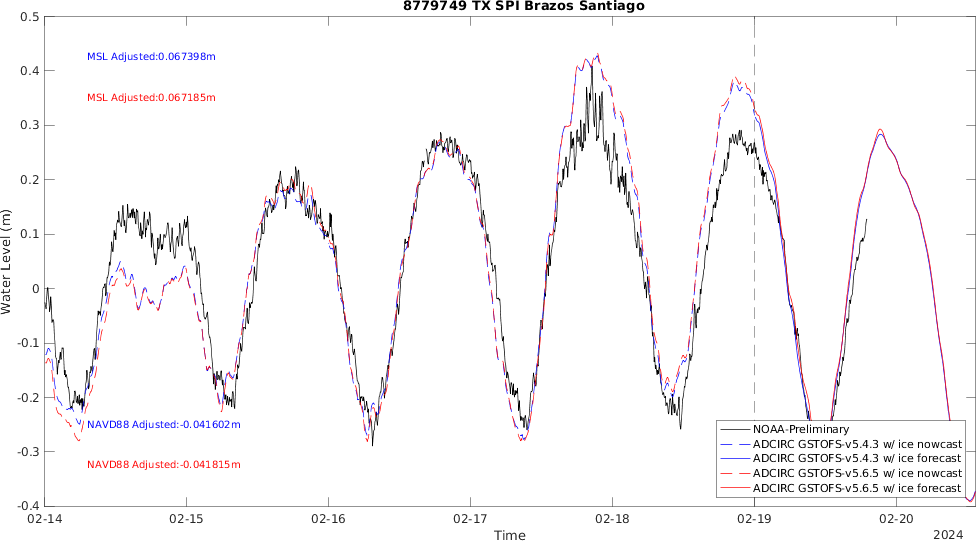 8779749 TX SPI Brazos Santiago
0.5
0.4
0.3
0.2
0.1
0
-0.1
-0.2
-0.3
-0.4
Water Level (m)
MSL Adjusted:0.067398m
MSL Adjusted:0.067185m
NAVD88 Adjusted:-0.041602m
NAVD88 Adjusted:-0.041815m
NOAA-Preliminary
ADCIRC GSTOFS-v5.4.3 w/ ice nowcast
ADCIRC GSTOFS-v5.4.3 w/ ice forecast
ADCIRC GSTOFS-v5.6.5 w/ ice nowcast
ADCIRC GSTOFS-v5.6.5 w/ ice forecast
02-14 02-15 02-16 02-17 02-18 02-19 02-20
Time
2024